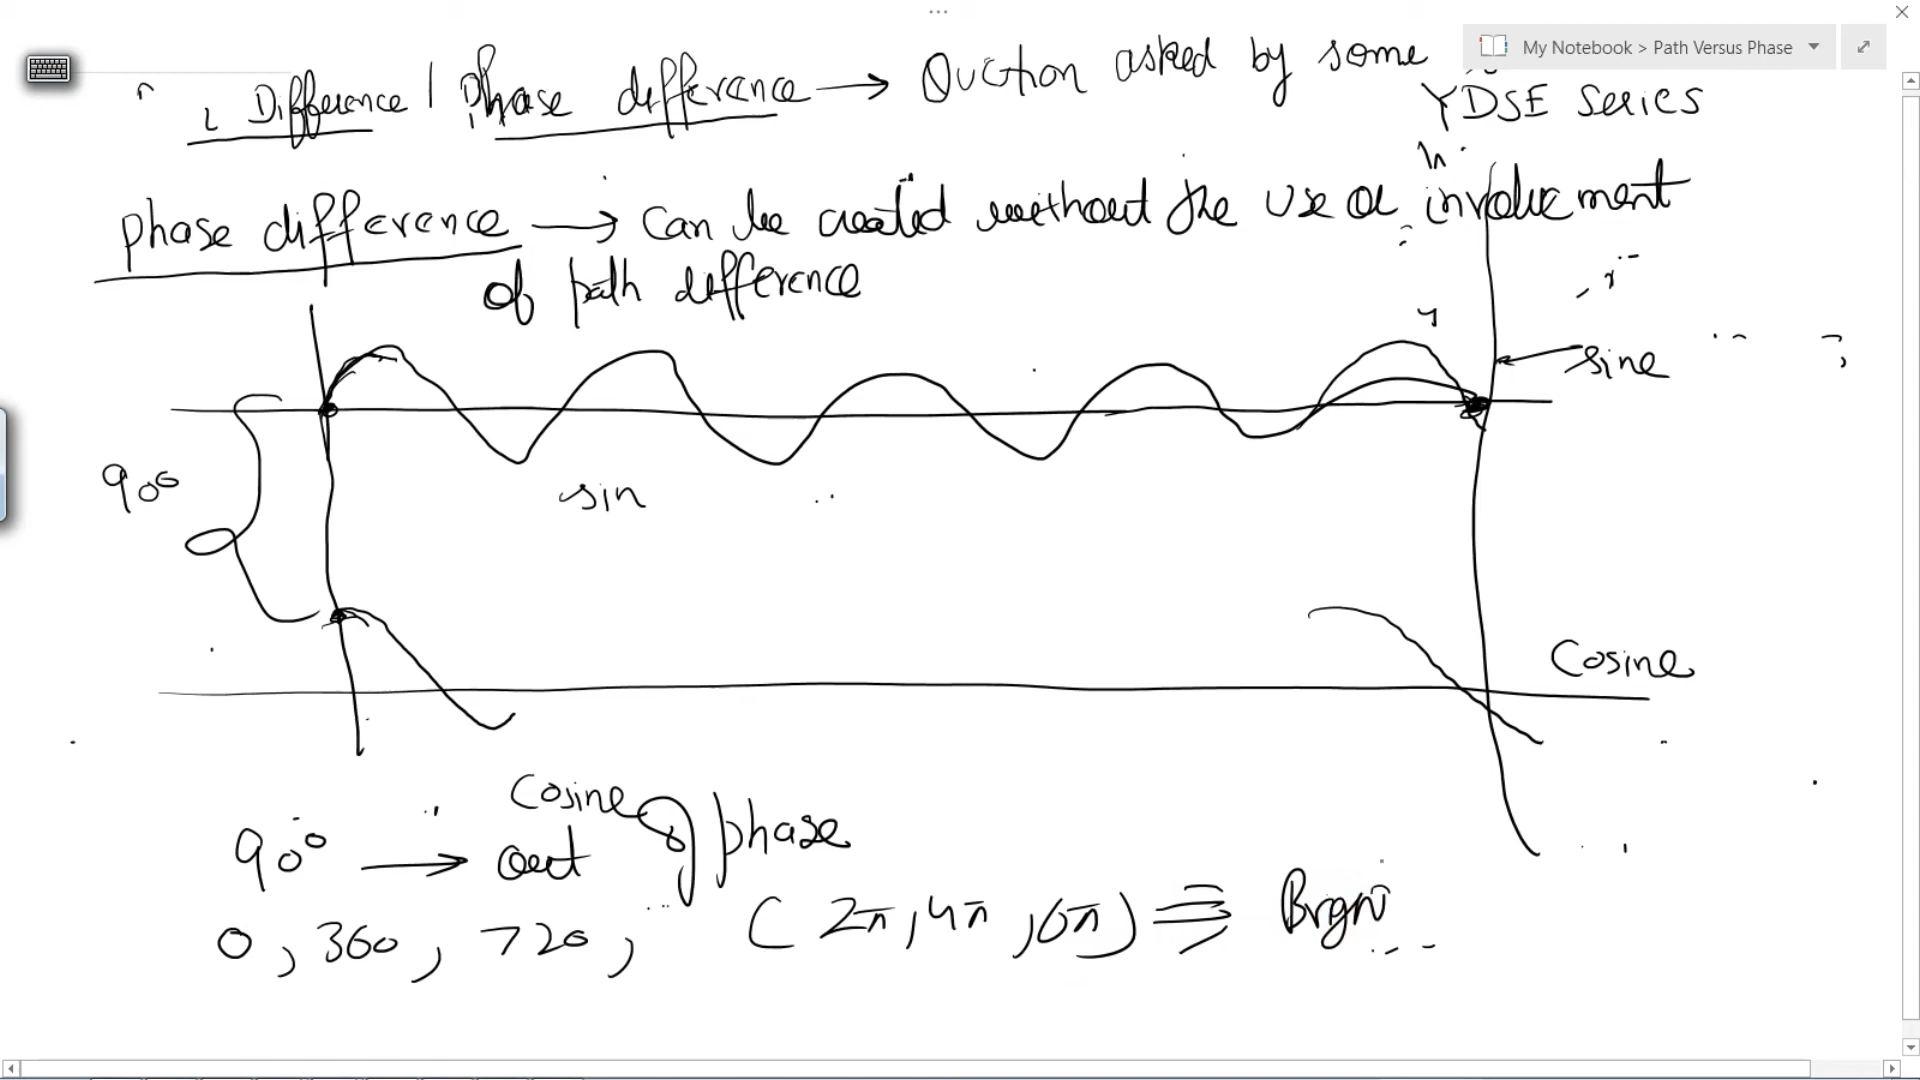 ...
My Notebook > Path Versus Phase
Difference | Phase difference → Quction asked by some
YDSE Series
Phase difference → can be created without the use or involvement
of path difference
sine
90°
sin
Cosine
Cosine
90° → out of phase
0, 360, 720, (2π, 4π, 6π) ⇒